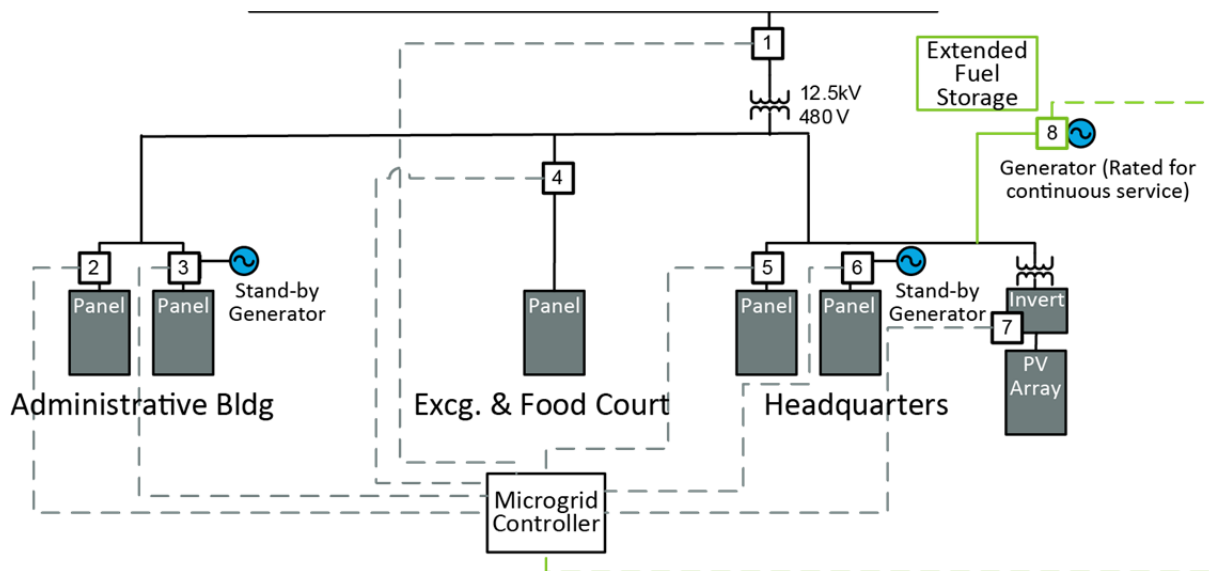 1
Extended
Fuel
Storage
12.5kV
480 V
8
Generator (Rated for
continuous service)
4
2
3
Stand-by
Generator
Panel
Panel
Administrative Bldg
Panel
Excg. & Food Court
5
6
Stand-by
Generator
Panel
Panel
Headquarters
Invert
7
PV
Array
Microgrid
Controller